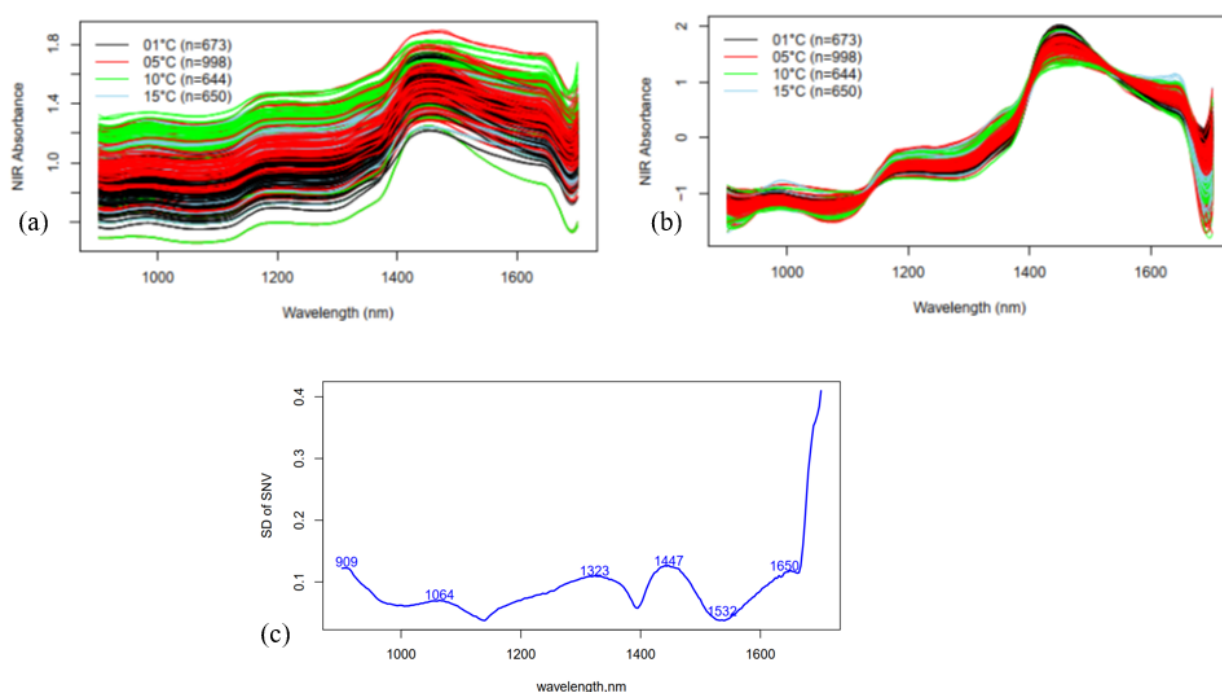 (a)
NIR Absorbance
1.8
1.4
1.0
01°C (n=673)
05°C (n=998)
10°C (n=644)
15°C (n=650)
1000 1200 1400 1600
Wavelength (nm)
(b)
NIR Absorbance
2
1
0
−1
01°C (n=673)
05°C (n=998)
10°C (n=644)
15°C (n=650)
1000 1200 1400 1600
Wavelength (nm)
(c)
SD of SNV
0.4
0.3
0.2
0.1
909
1064
1323
1447
1532
1650
1000 1200 1400 1600
wavelength,nm